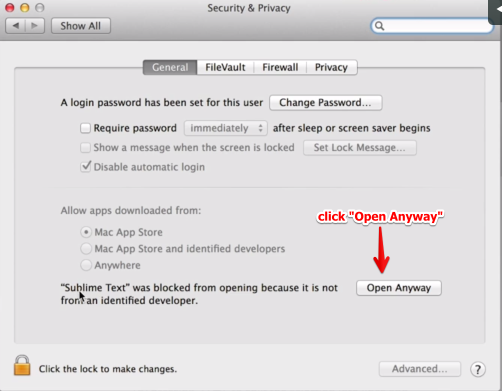 Security & Privacy
Show All
General FileVault Firewall Privacy
A login password has been set for this user Change Password...
Require password immediately after sleep or screen saver begins
Show a message when the screen is locked Set Lock Message...
Disable automatic login
Allow apps downloaded from:
click "Open Anyway"
Mac App Store
Mac App Store and identified developers
Anywhere
"Sublime Text" was blocked from opening because it is not
from an identified developer.
Open Anyway
Click the lock to make changes. Advanced... ?